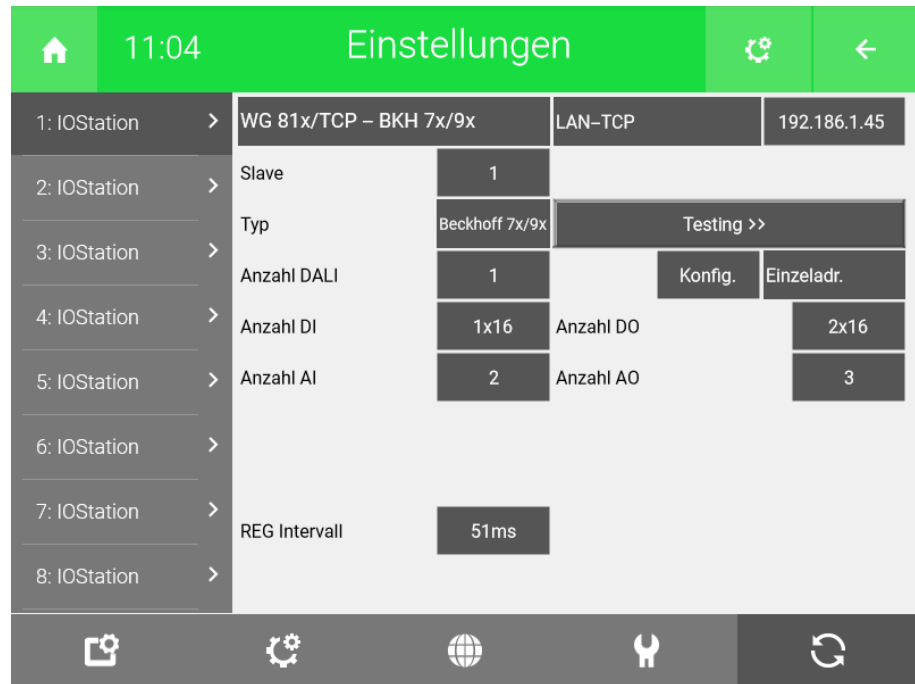 11:04 Einstellungen
1: IOStation
2: IOStation
3: IOStation
4: IOStation
5: IOStation
6: IOStation
7: IOStation
8: IOStation
WG 81x/TCP – BKH 7x/9x LAN–TCP 192.186.1.45
Slave 1
Typ Beckhoff 7x/9x Testing >>
Anzahl DALI 1 Konfig. Einzeladr.
Anzahl DI 1x16 Anzahl DO 2x16
Anzahl AI 2 Anzahl AO 3
REG Intervall 51ms